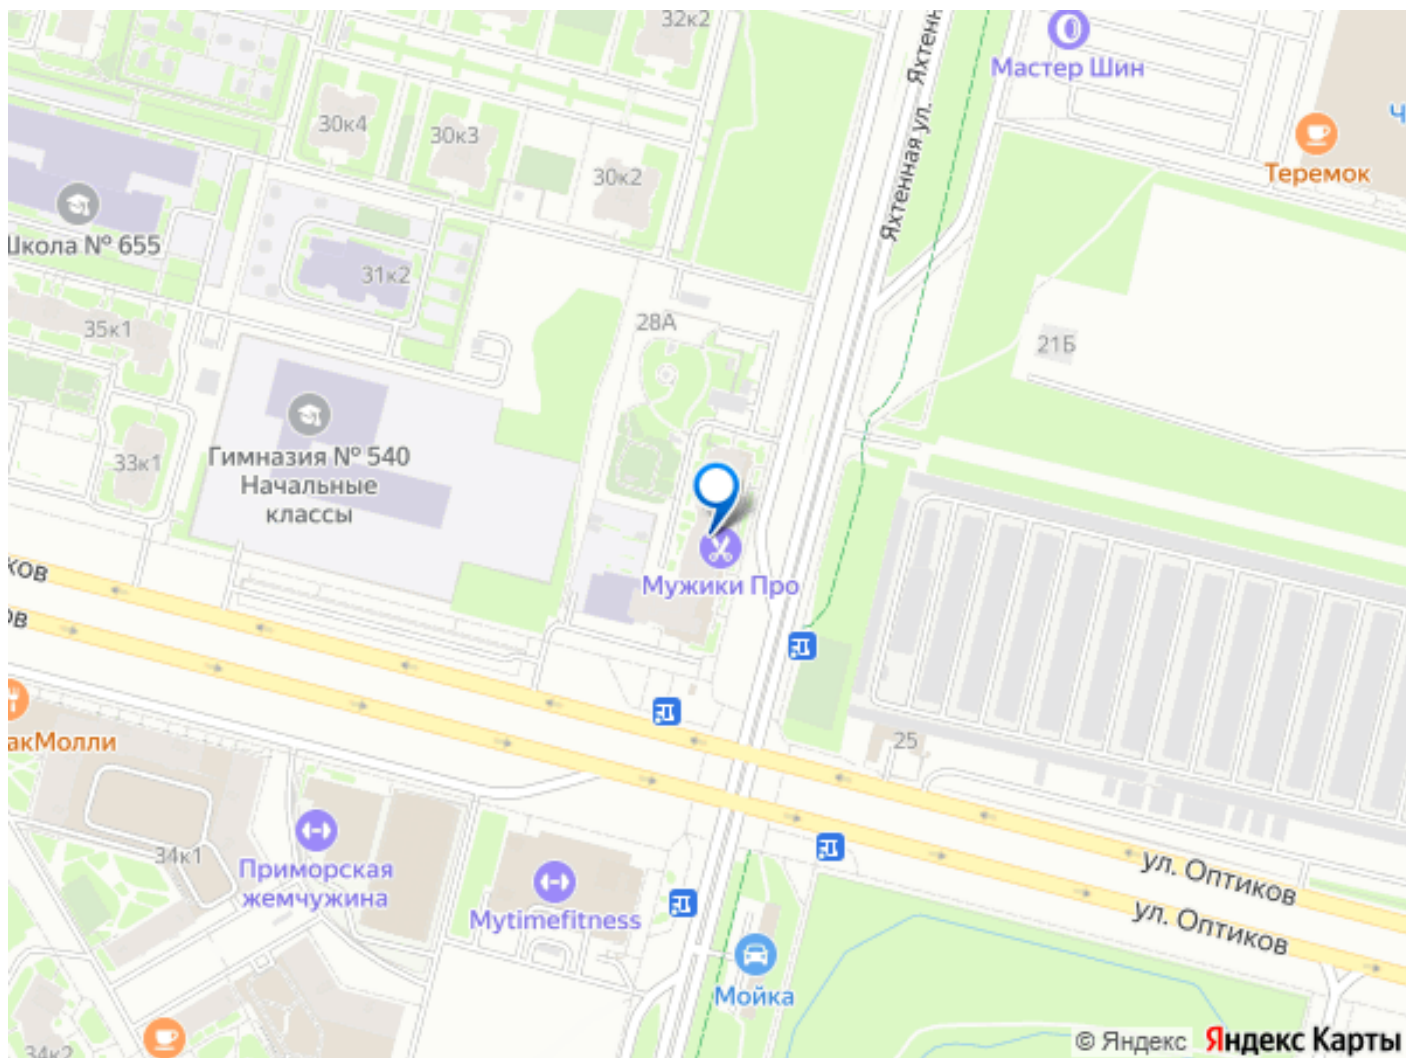 32к2
Яхтенн
Мастер Шин
30к4
30к3
Яхтенная ул.
Ч
Теремок
30к2
Школа № 655
31к2
28А
35к1
21Б
Гимназия № 540
Начальные
классы
33к1
Мужики Про
ков
ов
25
акМолли
34к1
Приморская
жемчужина
Mytimefitness
ул. Оптиков
ул. Оптиков
Мойка
34к2
© Яндекс Яндекс Карты